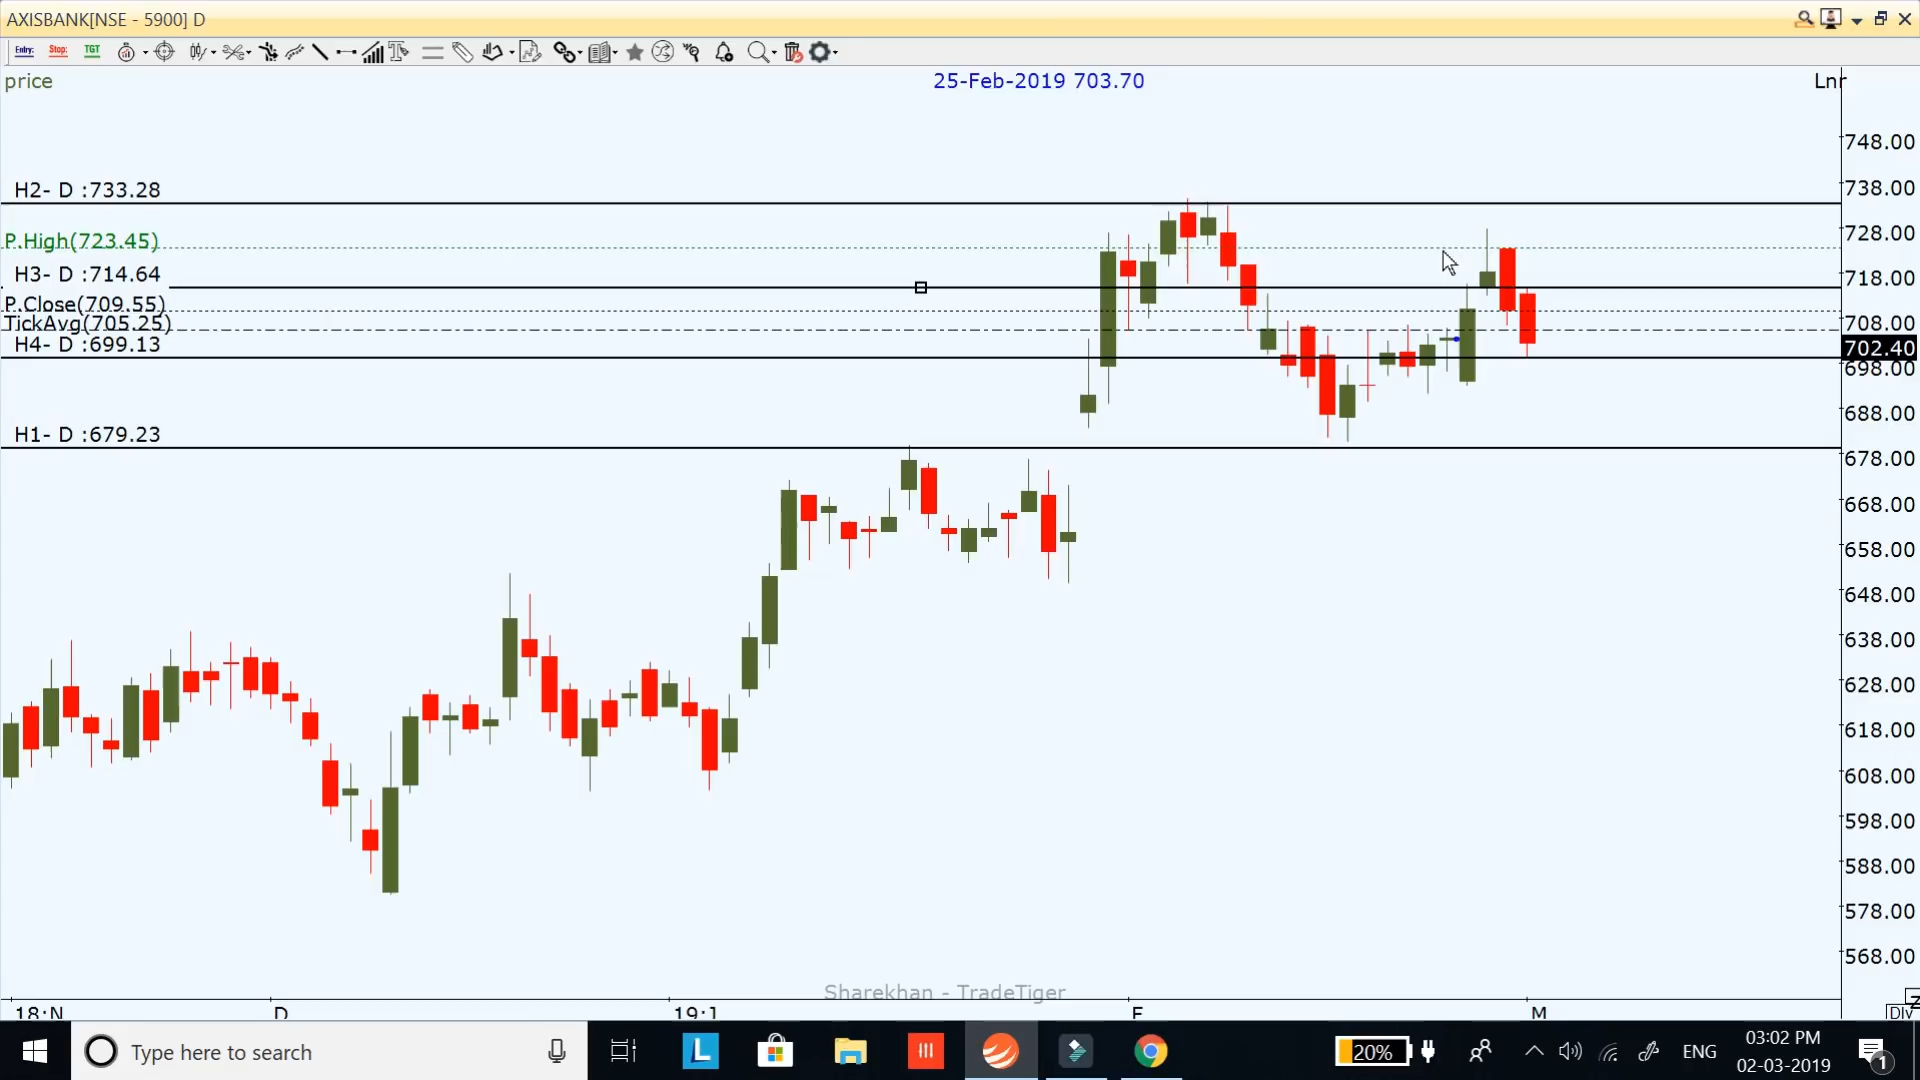 AXISBANK[NSE - 5900] D
Entry: Stop: TGT
price
25-Feb-2019 703.70
Lnr
748.00
738.00
H2- D :733.28
728.00
P.High(723.45)
718.00
H3- D :714.64
P.Close(709.55)
708.00
TickAvg(705.25)
702.40
H4- D :699.13
698.00
688.00
H1- D :679.23
678.00
668.00
658.00
648.00
638.00
628.00
618.00
608.00
598.00
588.00
578.00
568.00
Sharekhan - TradeTiger
18:N D 19:J F M
Div
Type here to search
20%
ENG
03:02 PM
02-03-2019
1